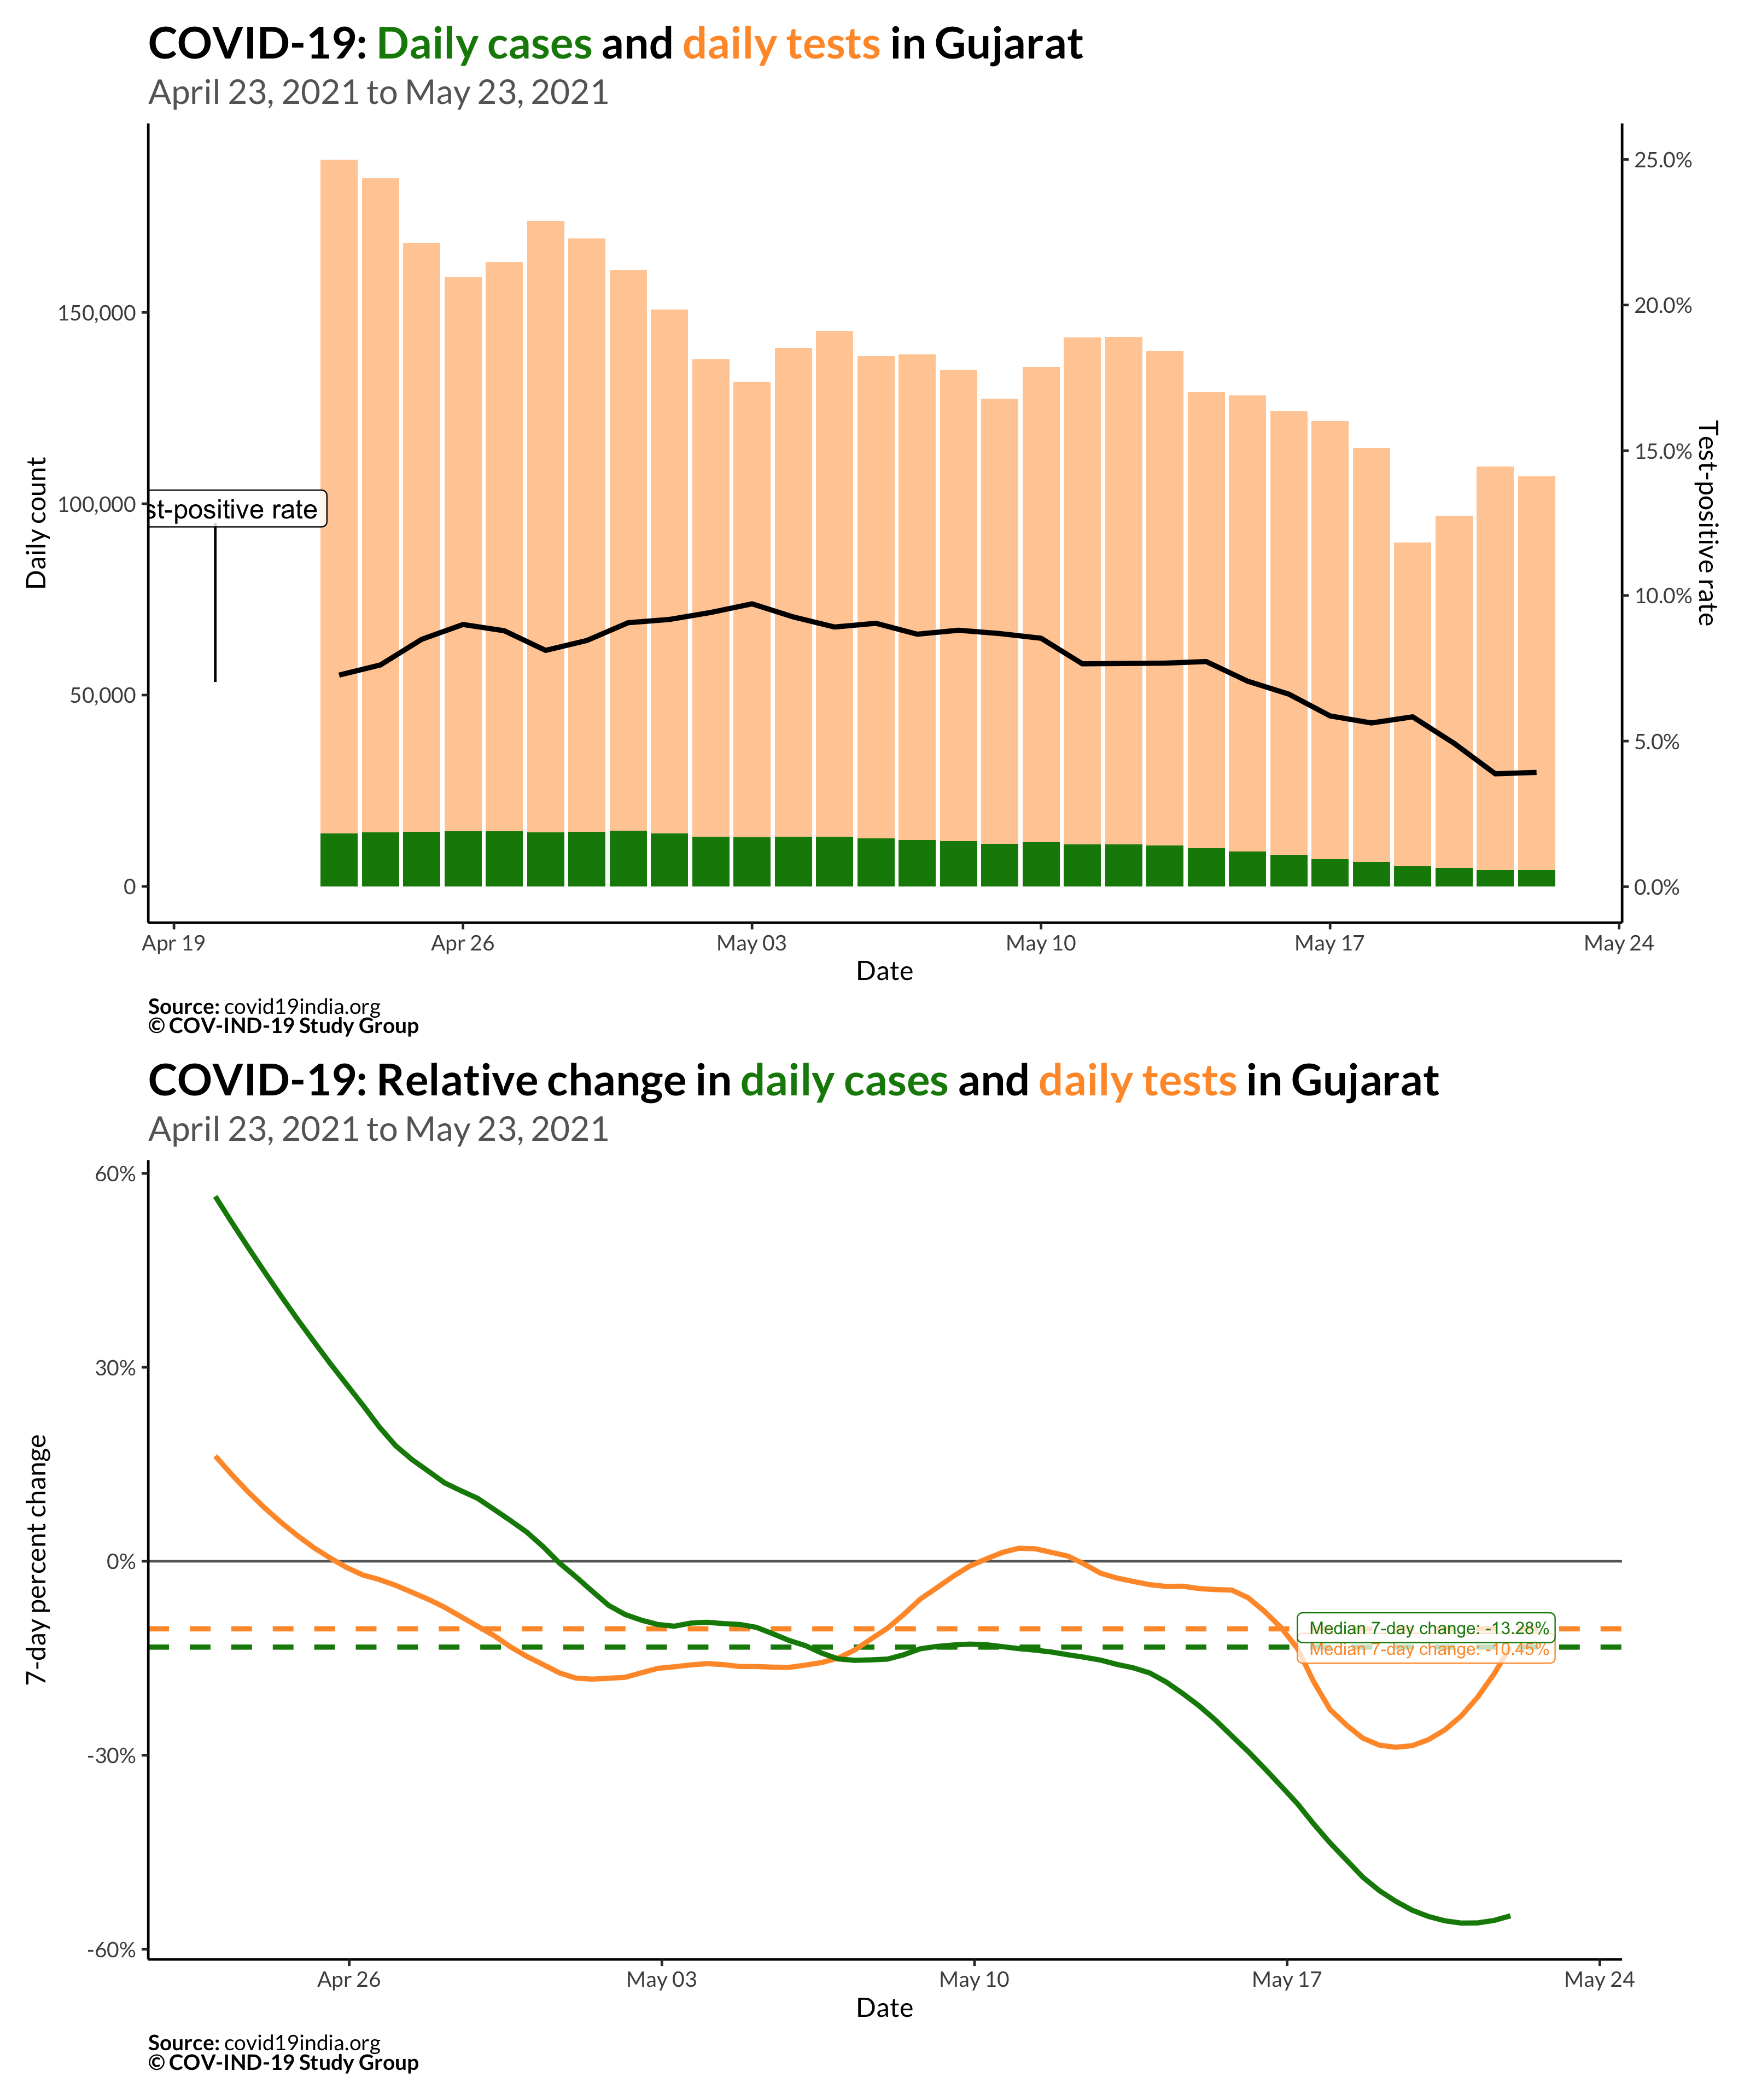 COVID-19: Daily cases and daily tests in Gujarat
April 23, 2021 to May 23, 2021
25.0%
20.0%
150,000
15.0%
100,000
st-positive rate
Daily count
Test-positive rate
10.0%
50,000
5.0%
0
0.0%
Apr 19 Apr 26 May 03 May 10 May 17 May 24
Date
Source: covid19india.org
© COV-IND-19 Study Group
COVID-19: Relative change in daily cases and daily tests in Gujarat
April 23, 2021 to May 23, 2021
60%
30%
7-day percent change
0%
Median 7-day change: -13.28%
Median 7-day change: -10.45%
-30%
-60%
Apr 26 May 03 May 10 May 17 May 24
Date
Source: covid19india.org
© COV-IND-19 Study Group